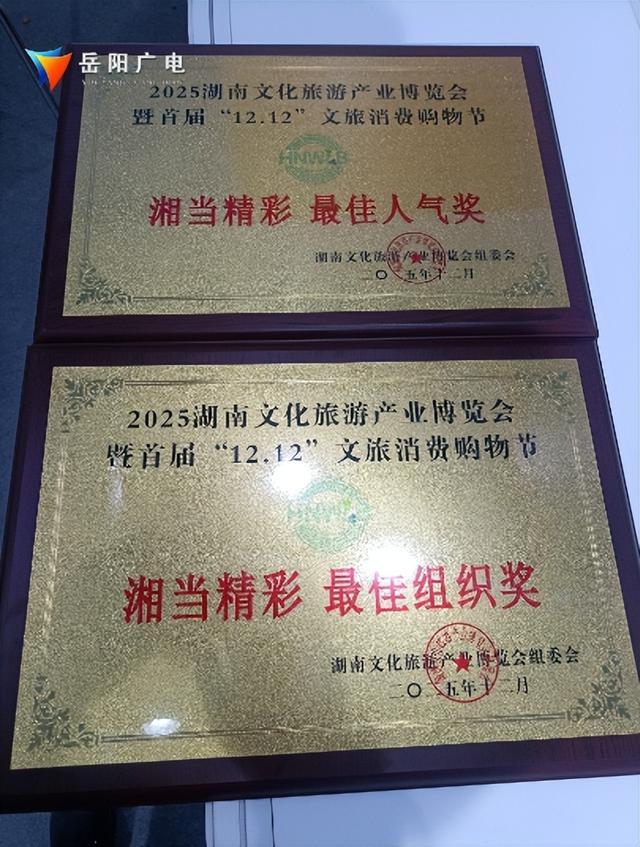 岳阳广电
2025湖南文化旅游产业博览会
暨首届“12.12”文旅消费购物节
HNWLB
湘当精彩 最佳人气奖
湖南文化旅游产业博览会组委会
二〇二五年十二月
2025湖南文化旅游产业博览会
暨首届“12.12”文旅消费购物节
HNWLB
湘当精彩 最佳组织奖
湖南文化旅游产业博览会组委会
二〇二五年十二月